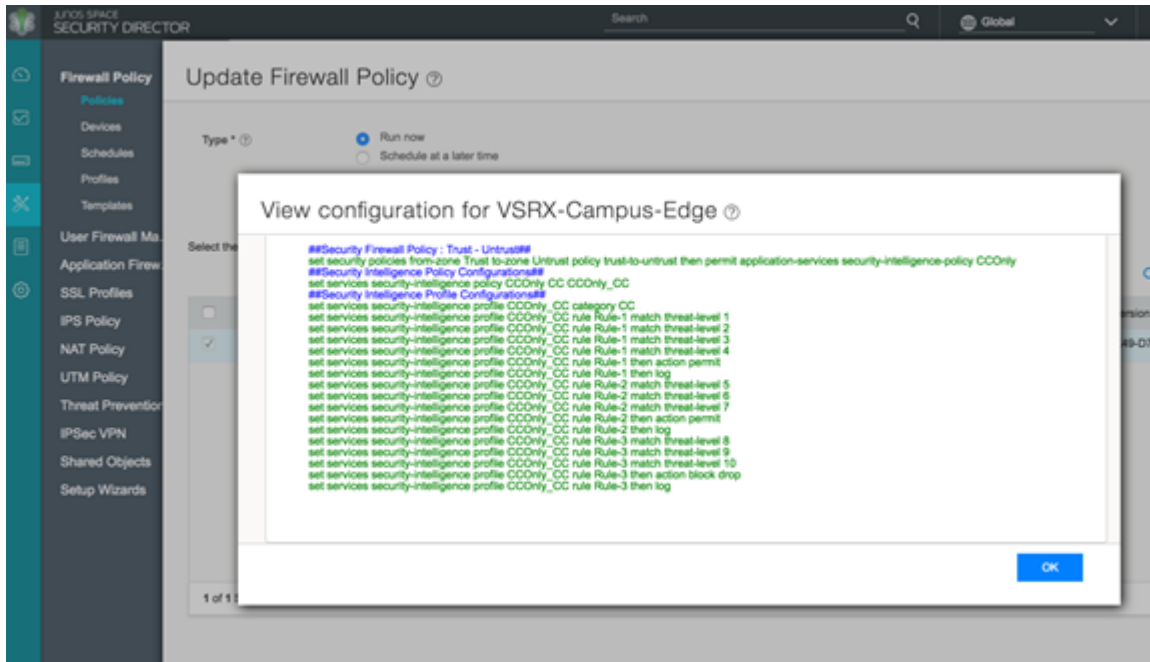 JUNOS SPACE
SECURITY DIRECTOR
Search
Global
Firewall Policy
Policies
Devices
Schedules
Profiles
Templates
User Firewall Ma..
Application Firew
SSL Profiles
IPS Policy
NAT Policy
UTM Policy
Threat Prevention
IPSec VPN
Shared Objects
Setup Wizards
Update Firewall Policy
Type *
Run now
Schedule at a later time
Select the
View configuration for VSRX-Campus-Edge
##Security Firewall Policy : Trust - Untrust##
set security policies from-zone Trust to-zone Untrust policy trust-to-untrust then permit application-services security-intelligence-policy CCOnly
##Security Intelligence Policy Configurations##
set services security-intelligence policy CCOnly CC CCOnly_CC
##Security Intelligence Profile Configurations##
set services security-intelligence profile CCOnly_CC category CC
set services security-intelligence profile CCOnly_CC rule Rule-1 match threat-level 1
set services security-intelligence profile CCOnly_CC rule Rule-1 match threat-level 2
set services security-intelligence profile CCOnly_CC rule Rule-1 match threat-level 3
set services security-intelligence profile CCOnly_CC rule Rule-1 match threat-level 4
set services security-intelligence profile CCOnly_CC rule Rule-1 then action permit
set services security-intelligence profile CCOnly_CC rule Rule-1 then log
set services security-intelligence profile CCOnly_CC rule Rule-2 match threat-level 5
set services security-intelligence profile CCOnly_CC rule Rule-2 match threat-level 6
set services security-intelligence profile CCOnly_CC rule Rule-2 match threat-level 7
set services security-intelligence profile CCOnly_CC rule Rule-2 then action permit
set services security-intelligence profile CCOnly_CC rule Rule-2 then log
set services security-intelligence profile CCOnly_CC rule Rule-3 match threat-level 8
set services security-intelligence profile CCOnly_CC rule Rule-3 match threat-level 9
set services security-intelligence profile CCOnly_CC rule Rule-3 match threat-level 10
set services security-intelligence profile CCOnly_CC rule Rule-3 then action block drop
set services security-intelligence profile CCOnly_CC rule Rule-3 then log
OK
ersion
49-D7
1 of 1